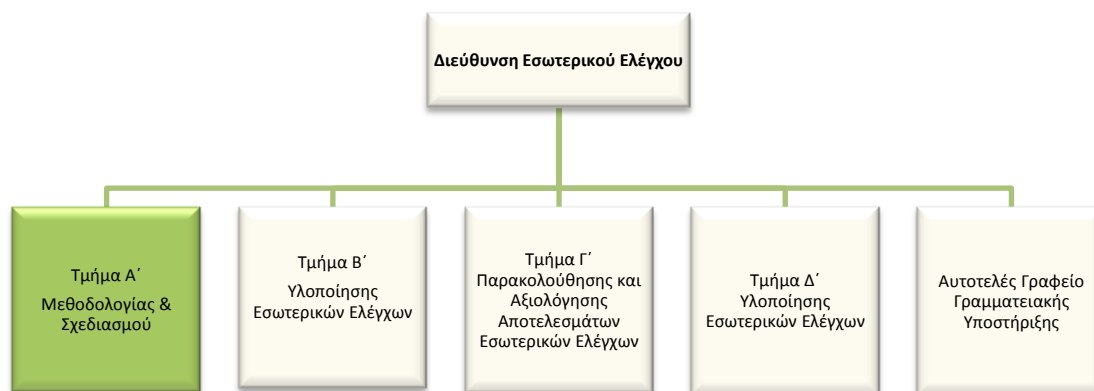 Διεύθυνση Εσωτερικού Ελέγχου
Τμήμα Α΄
Μεθοδολογίας &
Σχεδιασμού
Τμήμα Β΄
Υλοποίησης
Εσωτερικών Ελέγχων
Τμήμα Γ΄
Παρακολούθησης και
Αξιολόγησης
Αποτελεσμάτων
Εσωτερικών Ελέγχων
Τμήμα Δ΄
Υλοποίησης
Εσωτερικών Ελέγχων
Αυτοτελές Γραφείο
Γραμματειακής
Υποστήριξης